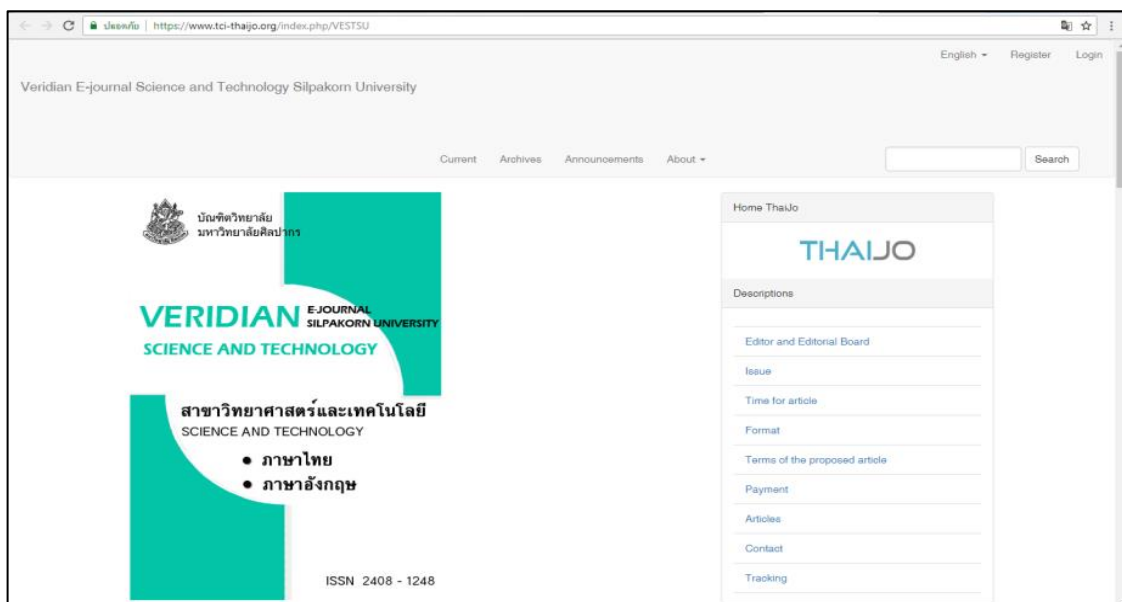 ปลอดภัย | https://www.tci-thaijo.org/index.php/VESTSU
English Register Login
Veridian E-journal Science and Technology Silpakorn University
Current Archives Announcements About Search
บัณฑิตวิทยาลัย
มหาวิทยาลัยศิลปากร
VERIDIAN E-JOURNAL
SILPAKORN UNIVERSITY
SCIENCE AND TECHNOLOGY
สาขาวิทยาศาสตร์และเทคโนโลยี
SCIENCE AND TECHNOLOGY
• ภาษาไทย
• ภาษาอังกฤษ
ISSN 2408 - 1248
Home ThaiJo
THAIJO
Descriptions
Editor and Editorial Board
Issue
Time for article
Format
Terms of the proposed article
Payment
Articles
Contact
Tracking